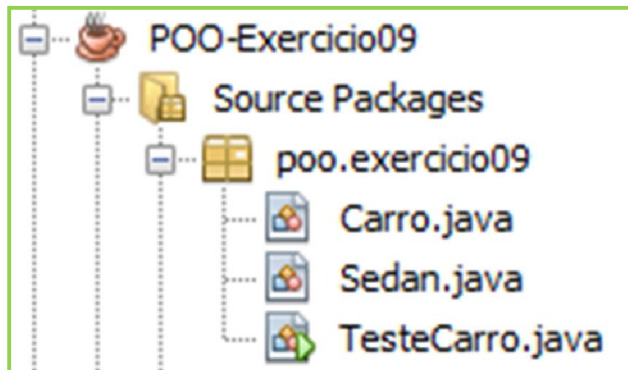 POO-Exercicio09
Source Packages
poo.exercicio09
Carro.java
Sedan.java
TesteCarro.java